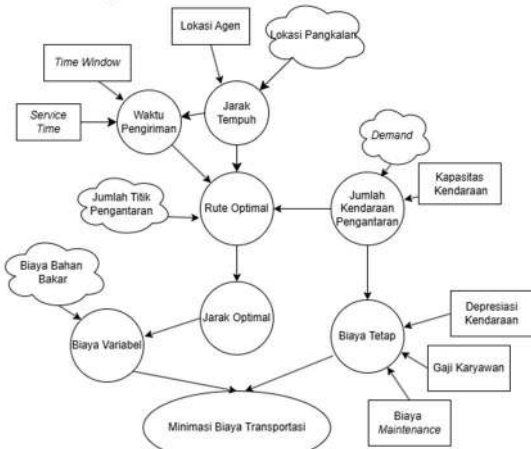 Lokasi Agen
Lokasi Pangkalan
Time Window
Service
Time
Waktu
Pengiriman
Jarak
Tempuh
Demand
Kapasitas
Kendaraan
Jumlah Titik
Pengantaran
Rute Optimal
Jumlah
Kendaraan
Pengantaran
Biaya Bahan
Bakar
Jarak Optimal
Biaya Variabel
Biaya Tetap
Depresiasi
Kendaraan
Gaji Karyawan
Biaya
Maintenance
Minimasi Biaya Transportasi